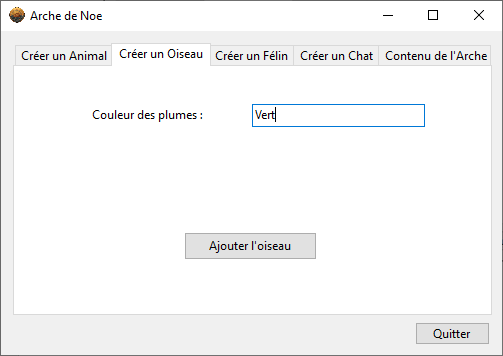 Arche de Noe
Créer un Animal Créer un Oiseau Créer un Félin Créer un Chat Contenu de l'Arche
Couleur des plumes : Vert
Ajouter l'oiseau
Quitter